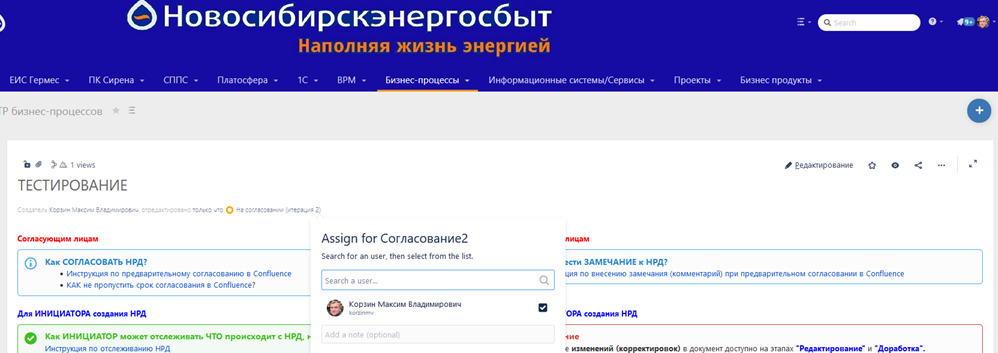 Новосибирскэнергосбыт
Наполняя жизнь энергией
Search
9+
ЕИС Гермес ПК Сирена СППС Платосфера 1С ВРМ Бизнес-процессы Информационные системы/Сервисы Проекты Бизнес продукты
ТР бизнес-процессов
1 views
Редактирование
ТЕСТИРОВАНИЕ
Создатель Корзин Максим Владимирович, отредактировано только что На согласовании (итерация 2)
Assign for Согласование2
Search for an user, then select from the list.
Search a user...
Корзин Максим Владимирович
korzinmv
Add a note (optional)
Согласующим лицам
Как СОГЛАСОВАТЬ НРД?
Инструкция по предварительному согласованию в Confluence
КАК не пропустить срок согласования в Confluence?
лицам
ести ЗАМЕЧАНИЕ к НРД?
ция по внесению замечания (комментарий) при предварительном согласовании в Confluence
Для ИНИЦИАТОРА создания НРД
Как ИНИЦИАТОР может отслеживать ЧТО происходит с НРД, н
Инструкция по отслеживанию НРД
ТОРА создания НРД
ние
е изменений (корректировок) в документ доступно на этапах "Редактирование" и "Доработка".